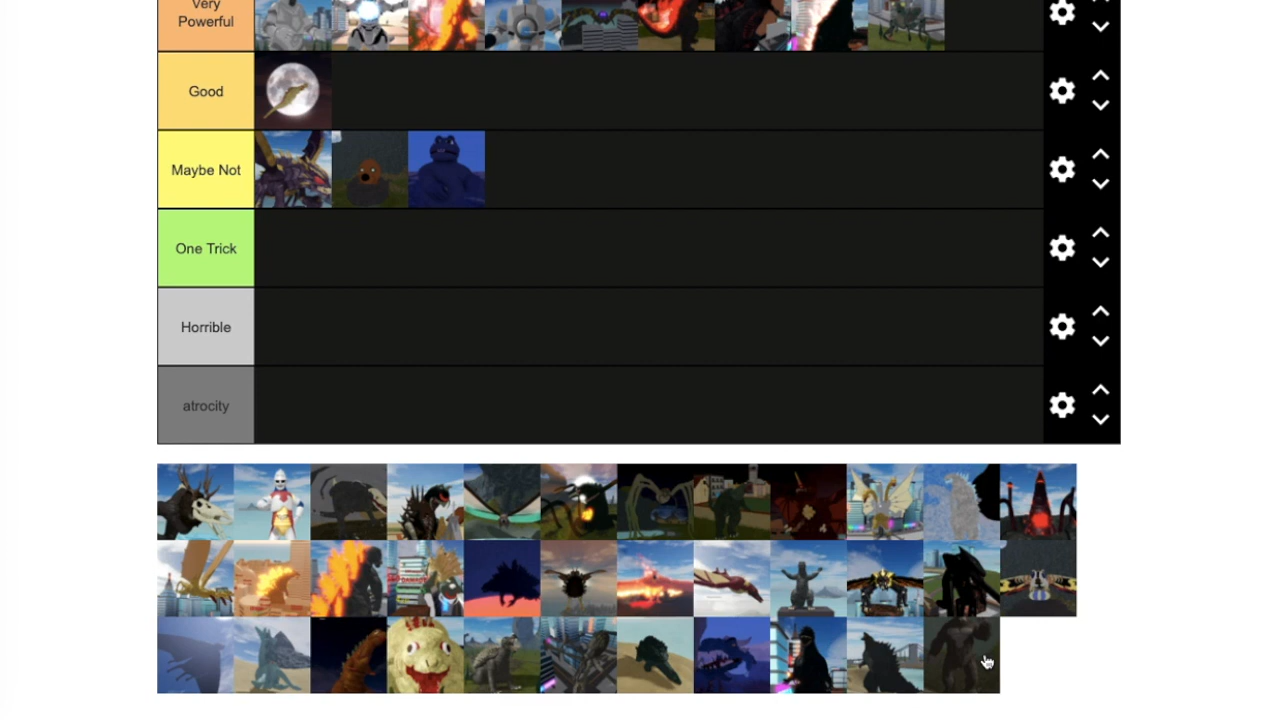 Very
Powerful
Good
Maybe Not
One Trick
Horrible
atrocity